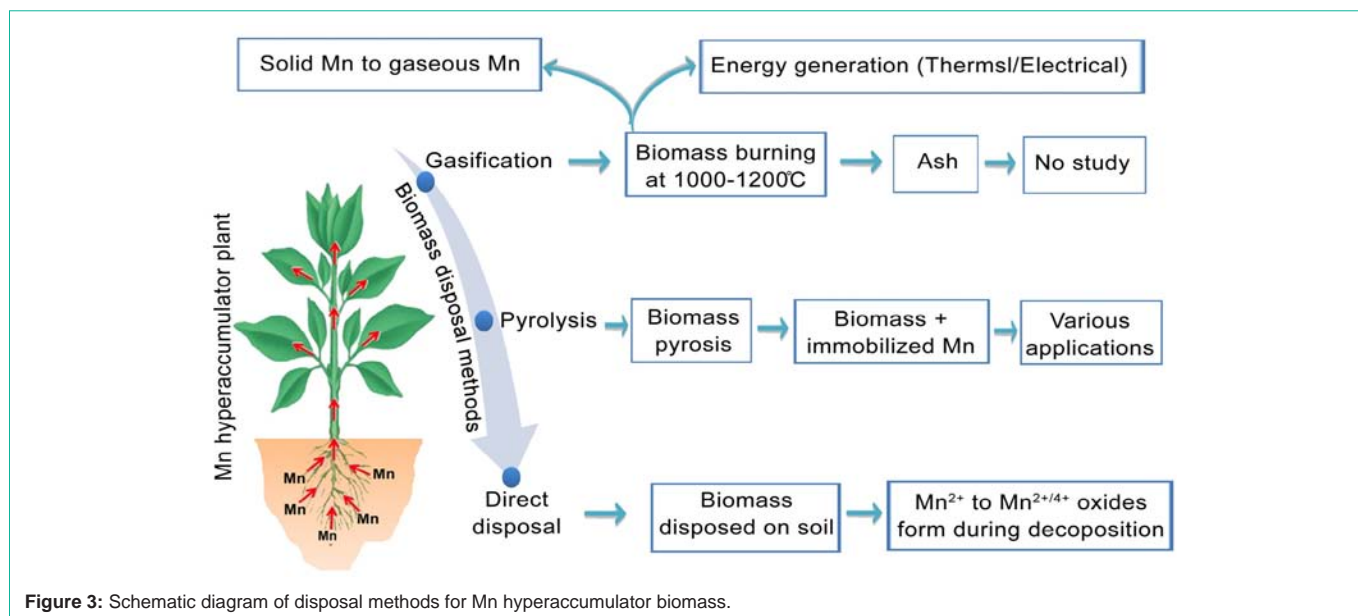 Solid Mn to gaseous Mn
Energy generation (Thermsl/Electrical)
Gasification
Biomass burning
at 1000-1200℃
Ash
No study
Mn hyperaccumulator plant
Biomass disposal methods
Pyrolysis
Biomass
pyrosis
Biomass +
immobilized Mn
Various
applications
Mn
Mn
Mn
Mn
Mn
Direct
disposal
Biomass
disposed on soil
Mn²⁺ to Mn²⁺/⁴⁺ oxides
form during decoposition
Figure 3: Schematic diagram of disposal methods for Mn hyperaccumulator biomass.